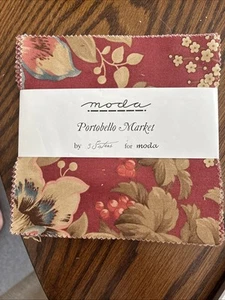 moda
Portobello Market
by 3 Sisters for moda